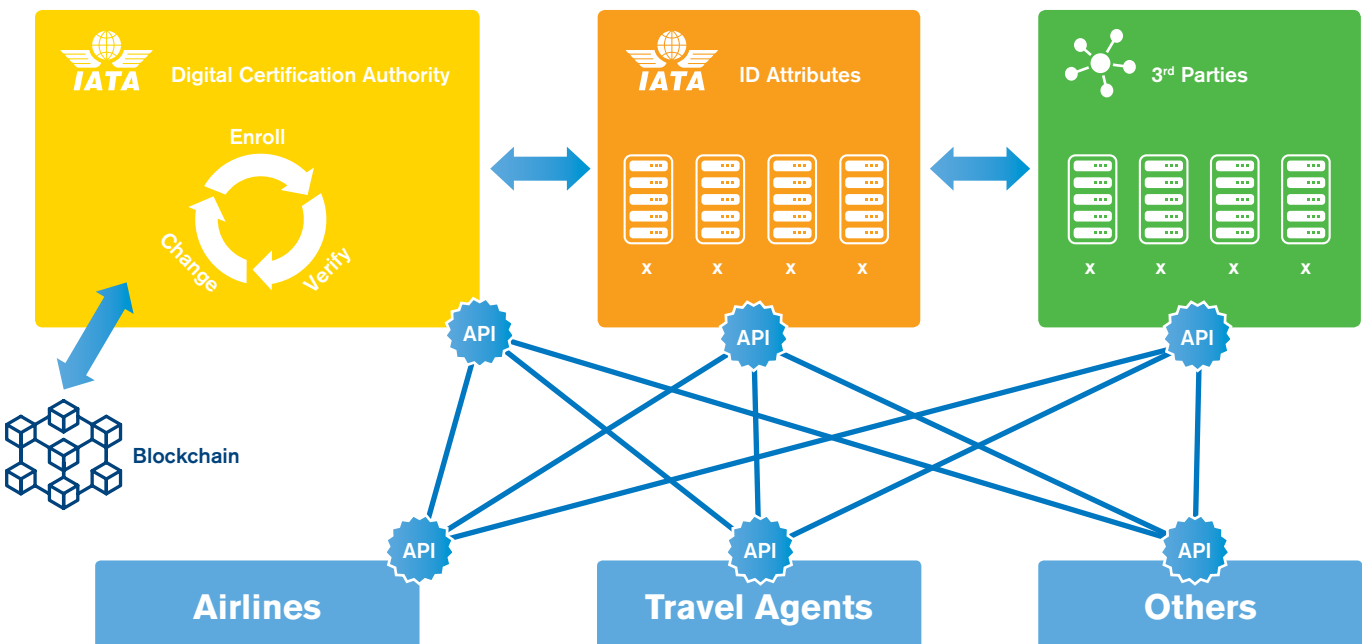 IATA
Digital Certification Authority
Enroll
Change
Verify
IATA
ID Attributes
x x x x
3rd Parties
x x x x
API
API
API
Blockchain
API
API
API
Airlines
Travel Agents
Others